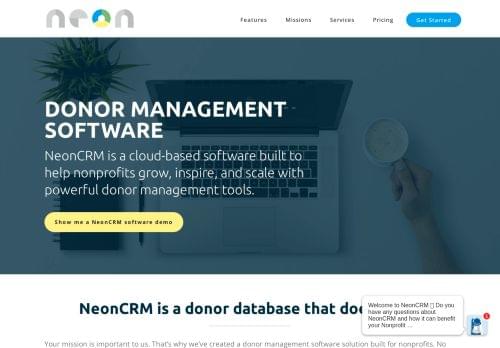 neon
Features
Missions
Services
Pricing
Get Started
DONOR MANAGEMENT
SOFTWARE
NeonCRM is a cloud-based software built to
help nonprofits grow, inspire, and scale with
powerful donor management tools.
Show me a NeonCRM software demo
NeonCRM is a donor database that doe
Welcome to NeonCRM ▯ Do you
have any questions about
NeonCRM and how it can benefit
your Nonprofit ...
1
Your mission is important to us. That's why we've created a donor management software solution built for nonprofits. No